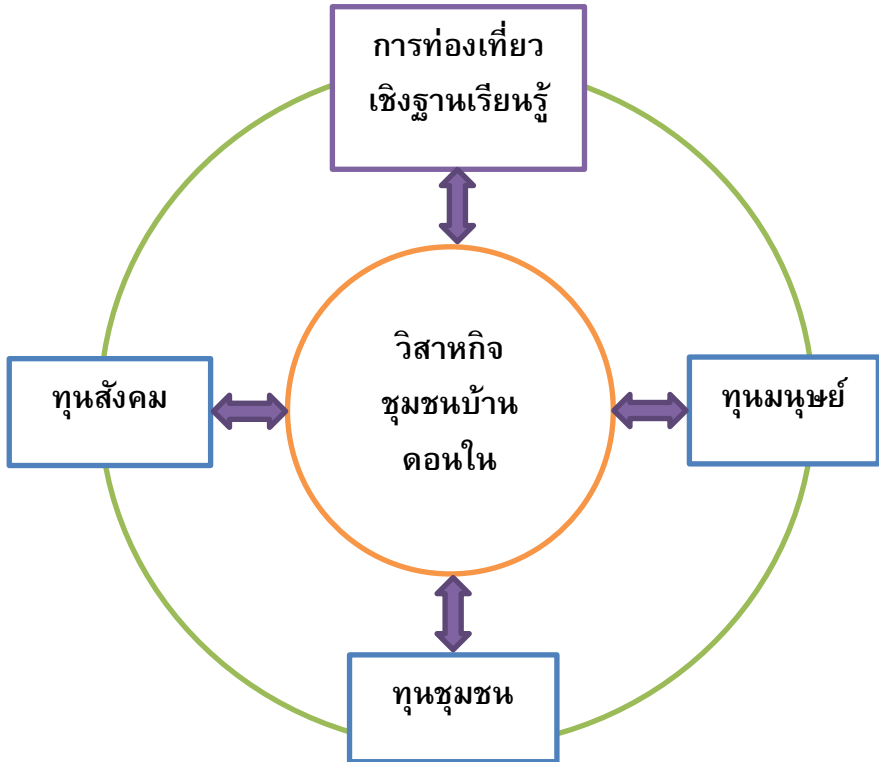 การท่องเที่ยว
เชิงฐานเรียนรู้
วิสาหกิจ
ชุมชนบ้าน
ดอนใน
ทุนสังคม
ทุนมนุษย์
ทุนชุมชน